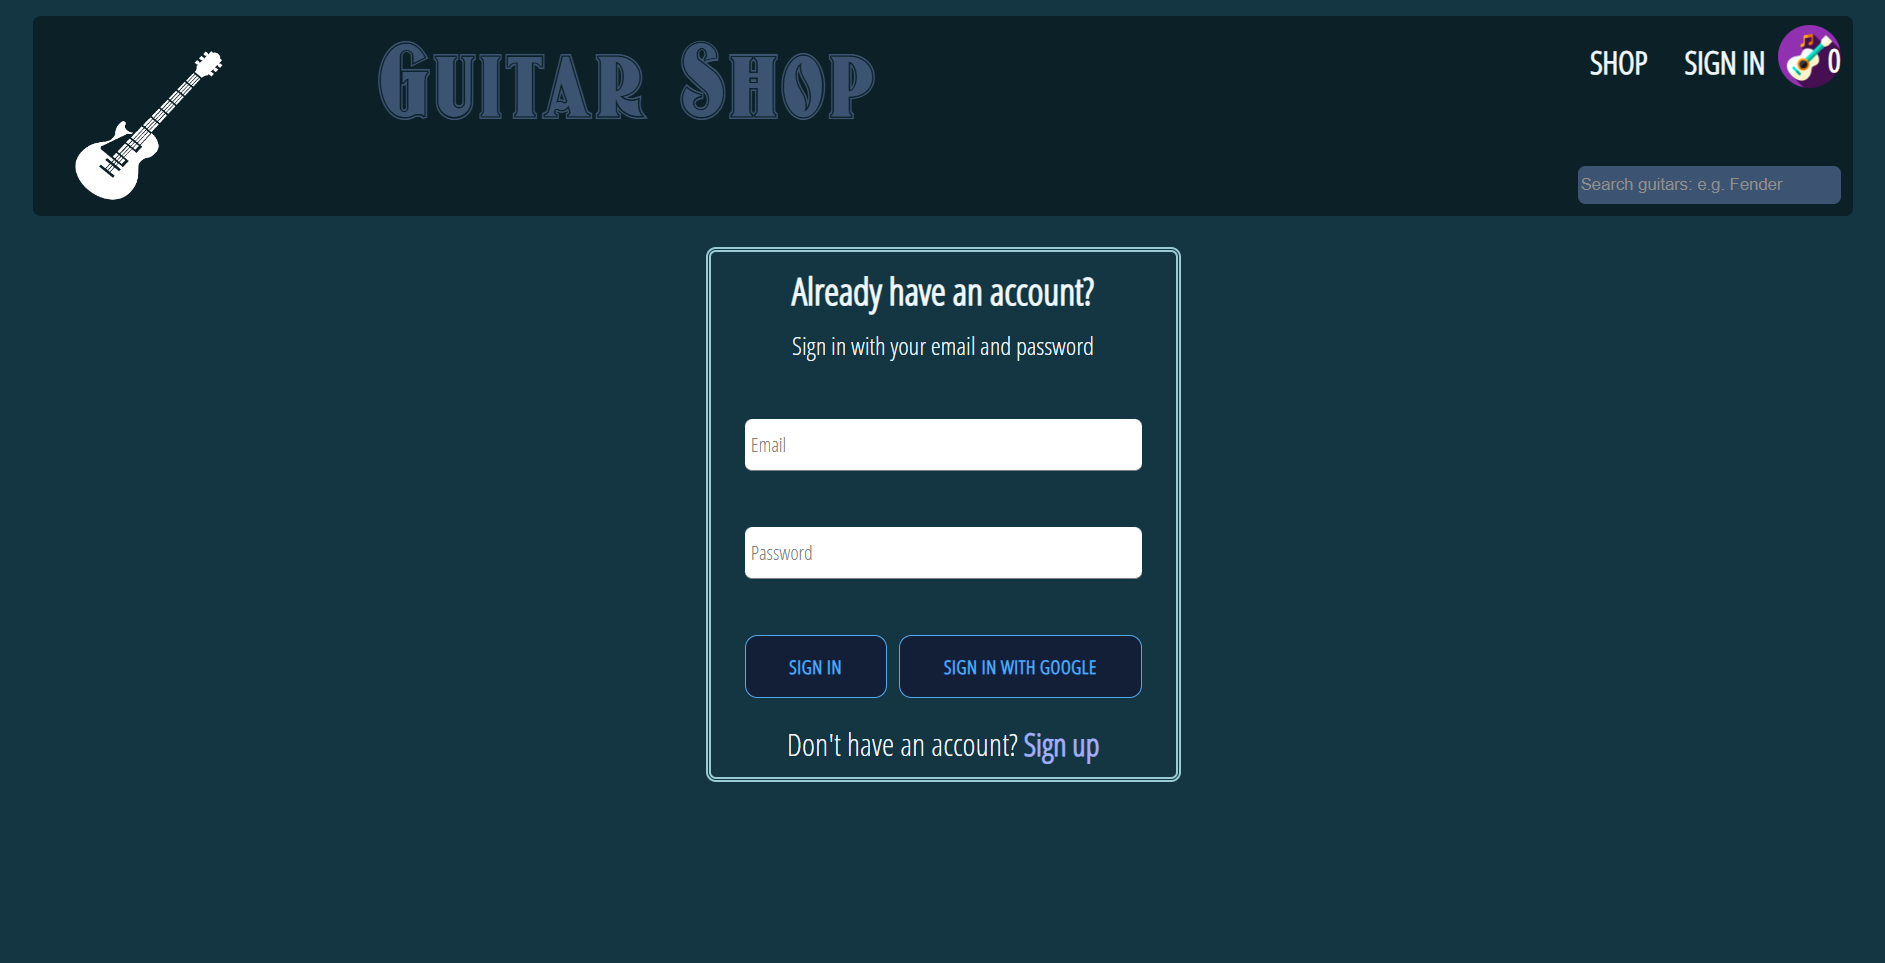 Guitar Shop
SHOP SIGN IN 0
Search guitars: e.g. Fender
Already have an account?
Sign in with your email and password
Email
Password
SIGN IN SIGN IN WITH GOOGLE
Don't have an account? Sign up